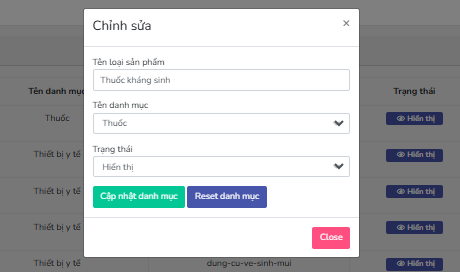 Chỉnh sửa ×
Tên loại sản phẩm
Thuốc kháng sinh
Tên danh mục
Thuốc
Trạng thái
Hiển thị
Cập nhật danh mục Reset danh mục
Close
Tên danh mục Trạng thái
Thuốc Hiển thị
Thiết bị y tế Hiển thị
Thiết bị y tế Hiển thị
Thiết bị y tế Hiển thị
Thiết bị y tế dung-cu-ve-sinh-mui Hiển thị